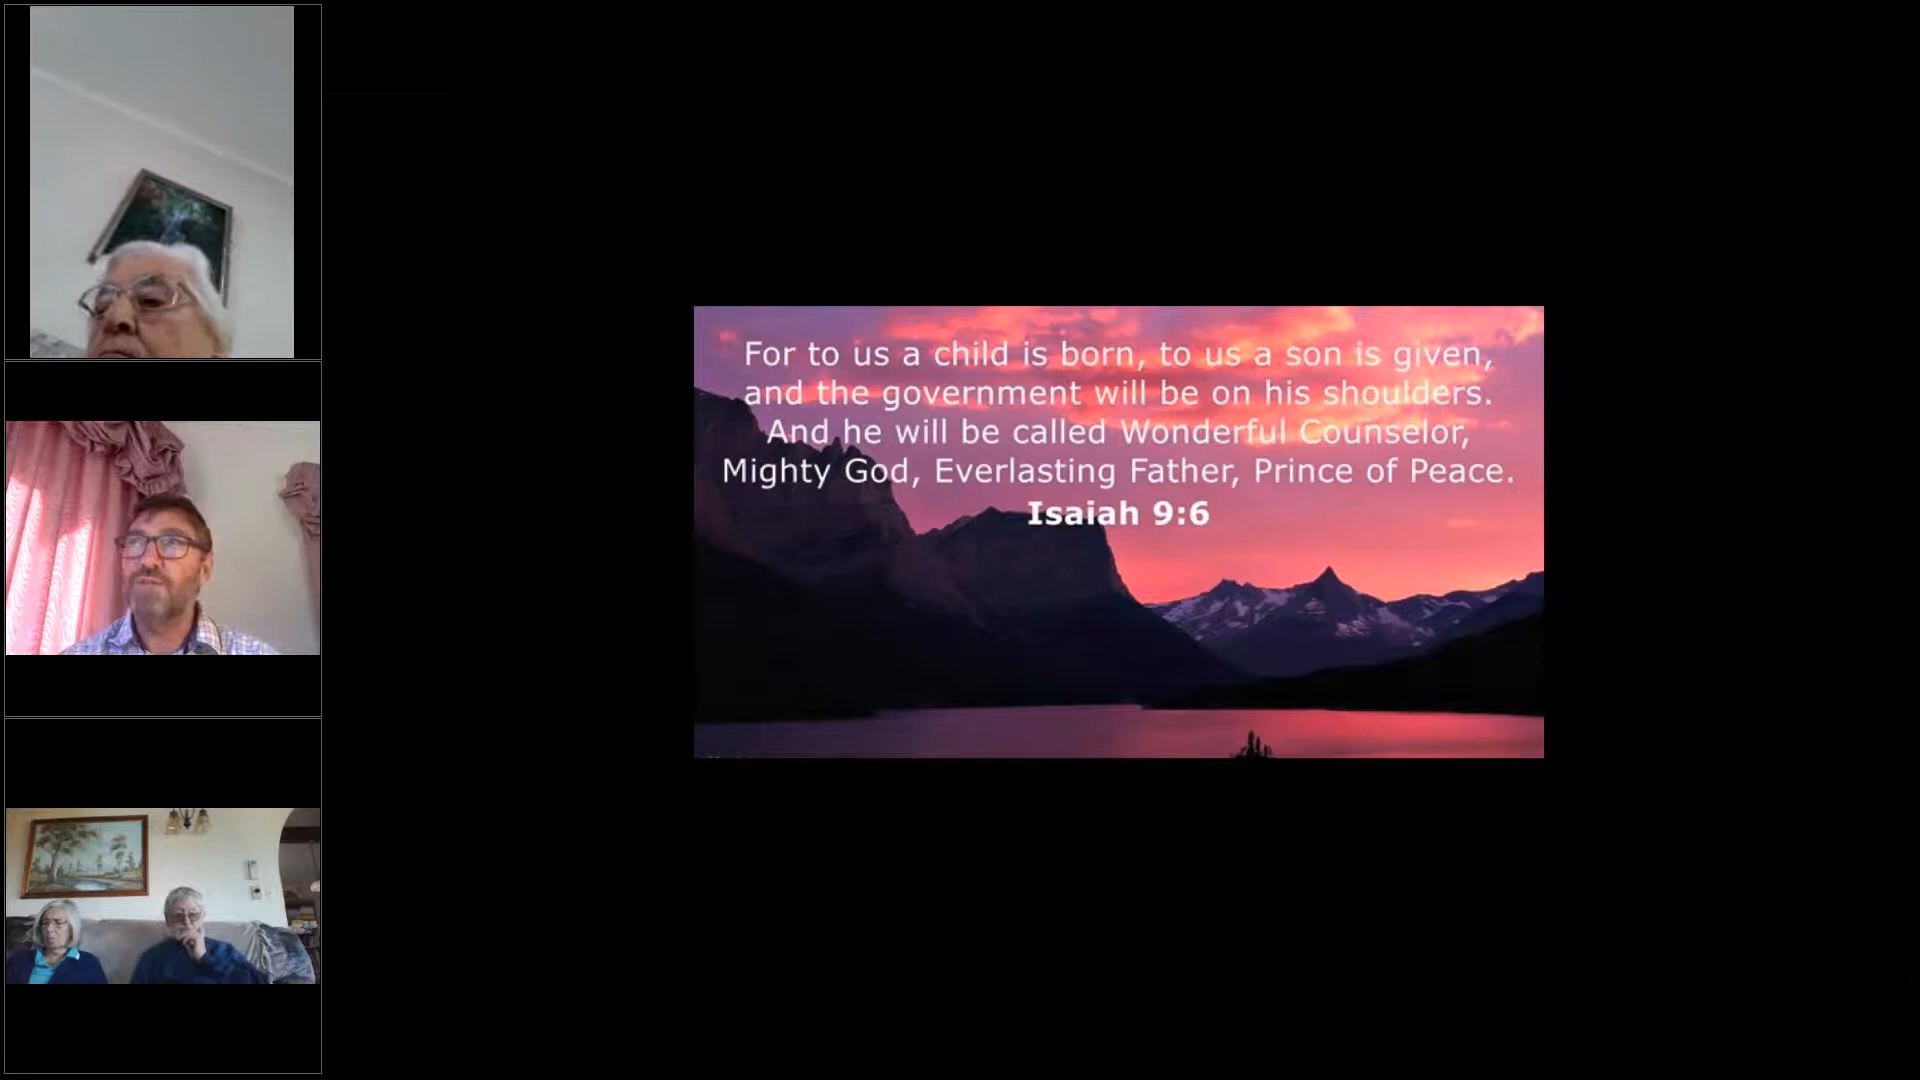 For to us a child is born, to us a son is given,
and the government will be on his shoulders.
And he will be called Wonderful Counselor,
Mighty God, Everlasting Father, Prince of Peace.
Isaiah 9:6